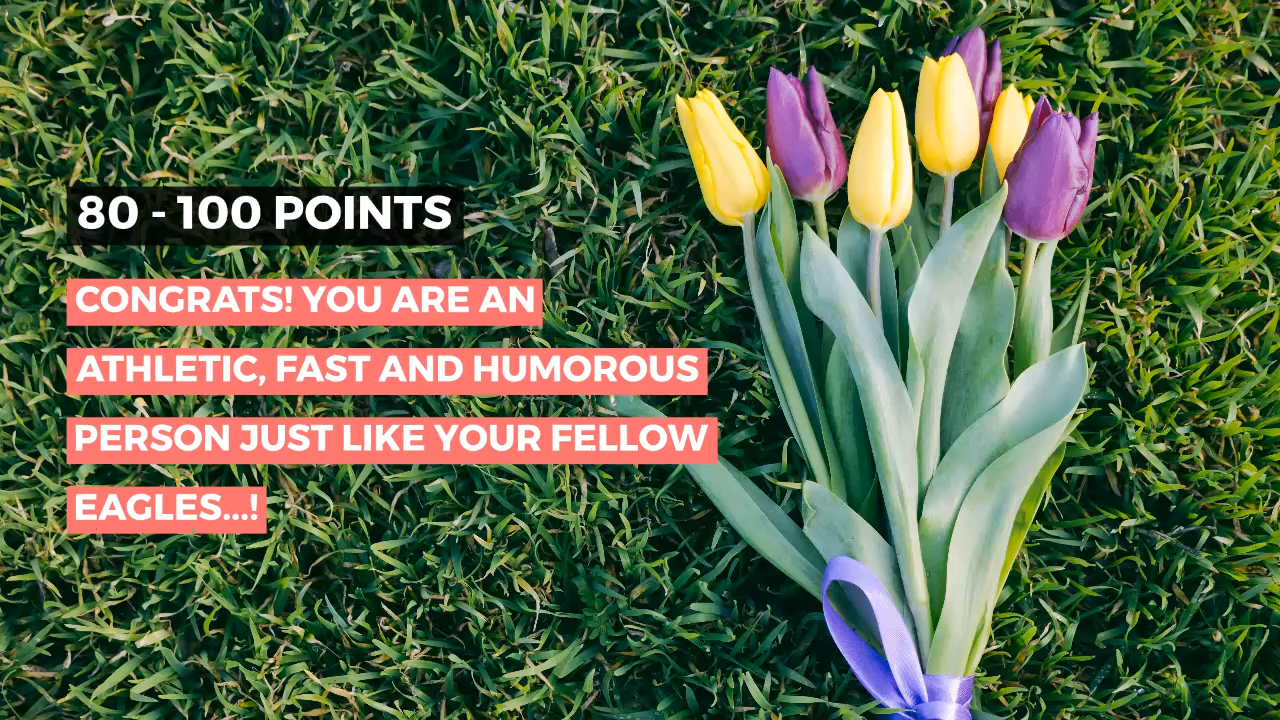 80 - 100 POINTS
CONGRATS! YOU ARE AN
ATHLETIC, FAST AND HUMOROUS
PERSON JUST LIKE YOUR FELLOW
EAGLES...!